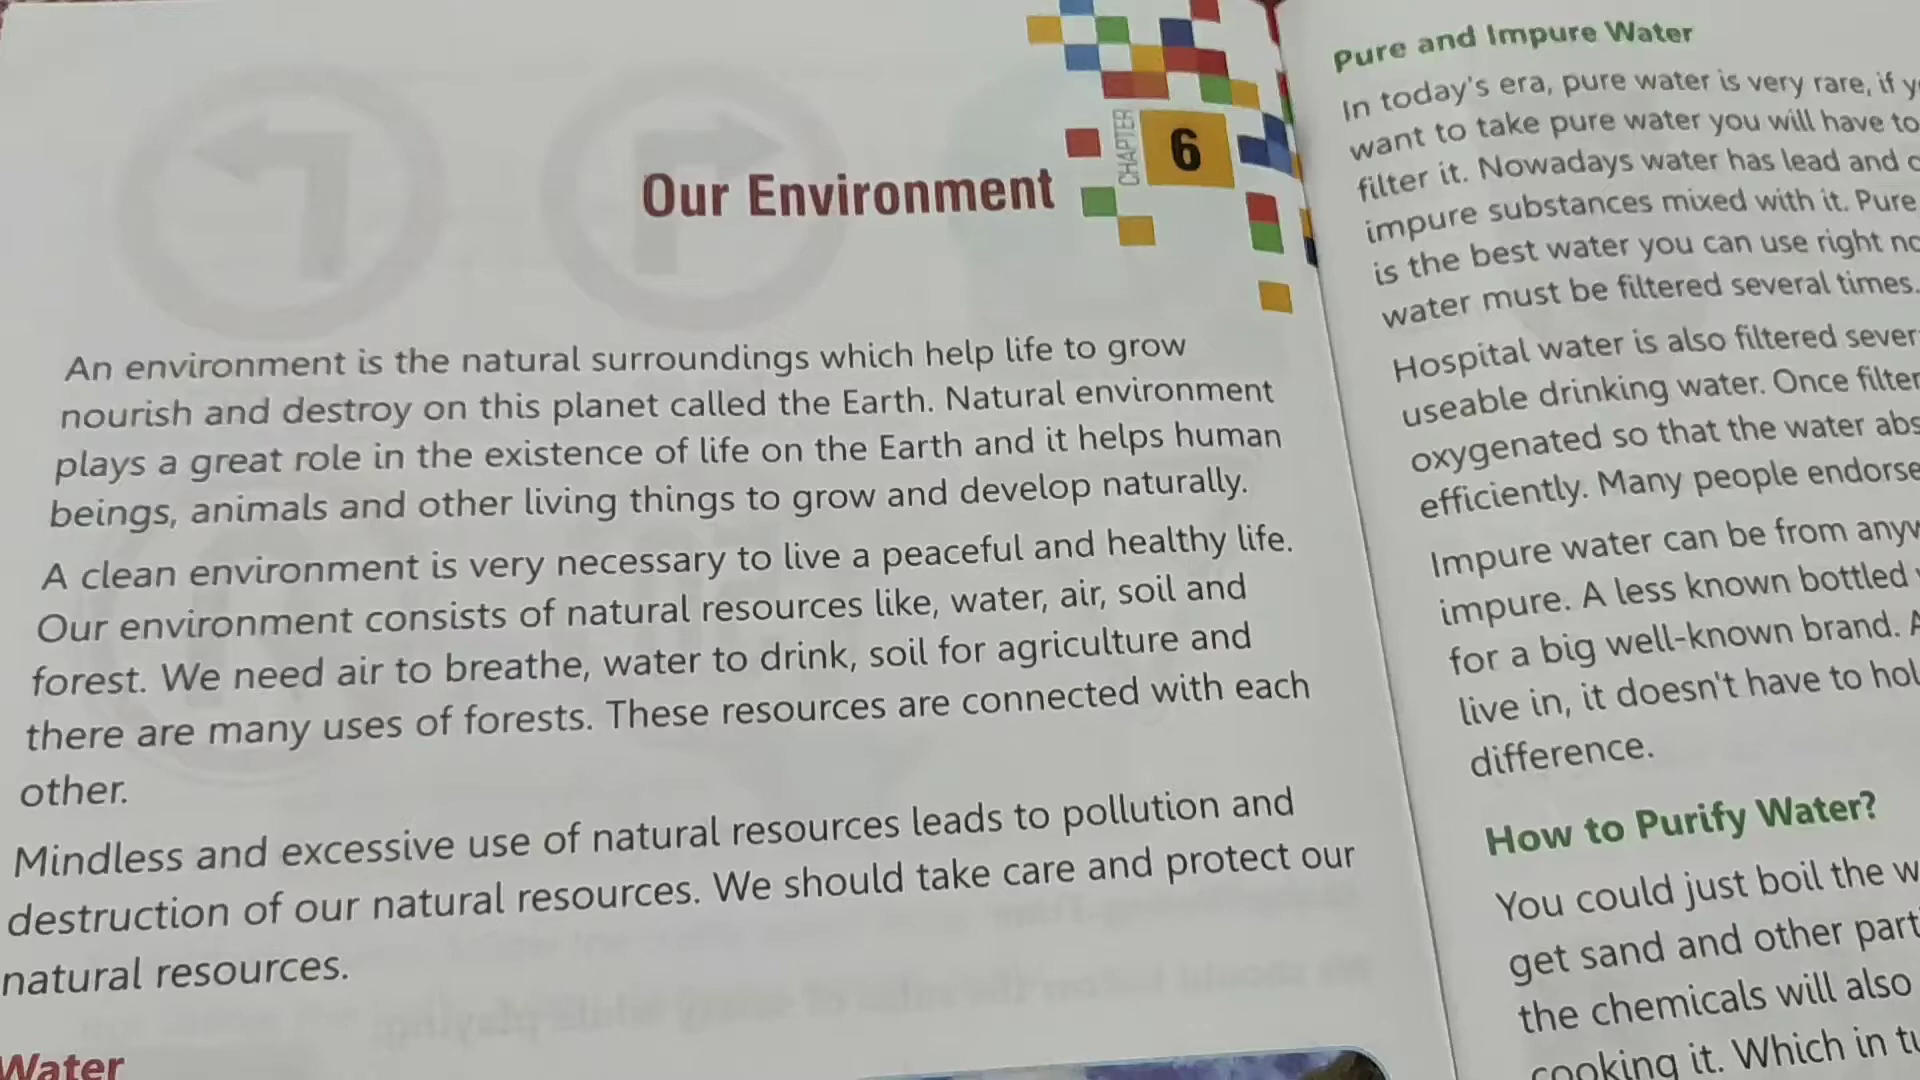 CHAPTER
6
Our Environment
An environment is the natural surroundings which help life to grow
nourish and destroy on this planet called the Earth. Natural environment
plays a great role in the existence of life on the Earth and it helps human
beings, animals and other living things to grow and develop naturally.
A clean environment is very necessary to live a peaceful and healthy life.
Our environment consists of natural resources like, water, air, soil and
forest. We need air to breathe, water to drink, soil for agriculture and
there are many uses of forests. These resources are connected with each
other.
Mindless and excessive use of natural resources leads to pollution and
destruction of our natural resources. We should take care and protect our
natural resources.
Water
Pure and Impure Water
In today's era, pure water is very rare, if
want to take pure water you will have to
filter it. Nowadays water has lead and
impure substances mixed with it. Pure
is the best water you can use right
water must be filtered several times.
Hospital water is also filtered
useable drinking water. Once
oxygenated so that the water
efficiently. Many people
Impure water can be from
impure. A less known bottled
for a big well-known brand.
live in, it doesn't have to
difference.
How to Purify Water?
You could just boil the
get sand and other
the chemicals will also
cooking it. Which in